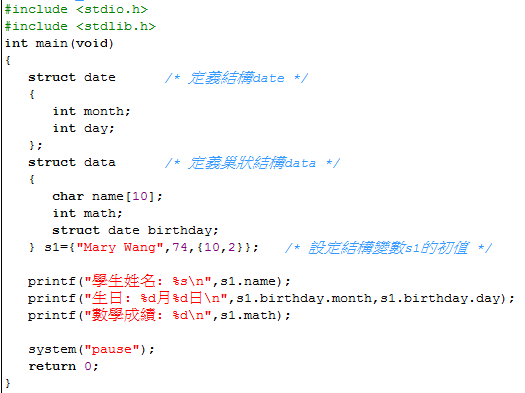 #include <stdio.h>
#include <stdlib.h>
int main(void)
{
   struct date      /* 定義結構date */
   {
      int month;
      int day;
   };
   struct data      /* 定義巢狀結構data */
   {
      char name[10];
      int math;
      struct date birthday;
   } s1={"Mary Wang",74,{10,2}};   /* 設定結構變數s1的初值 */

   printf("學生姓名: %s\n",s1.name);
   printf("生日: %d月%d日\n",s1.birthday.month,s1.birthday.day);
   printf("數學成績: %d\n",s1.math);

   system("pause");
   return 0;
}